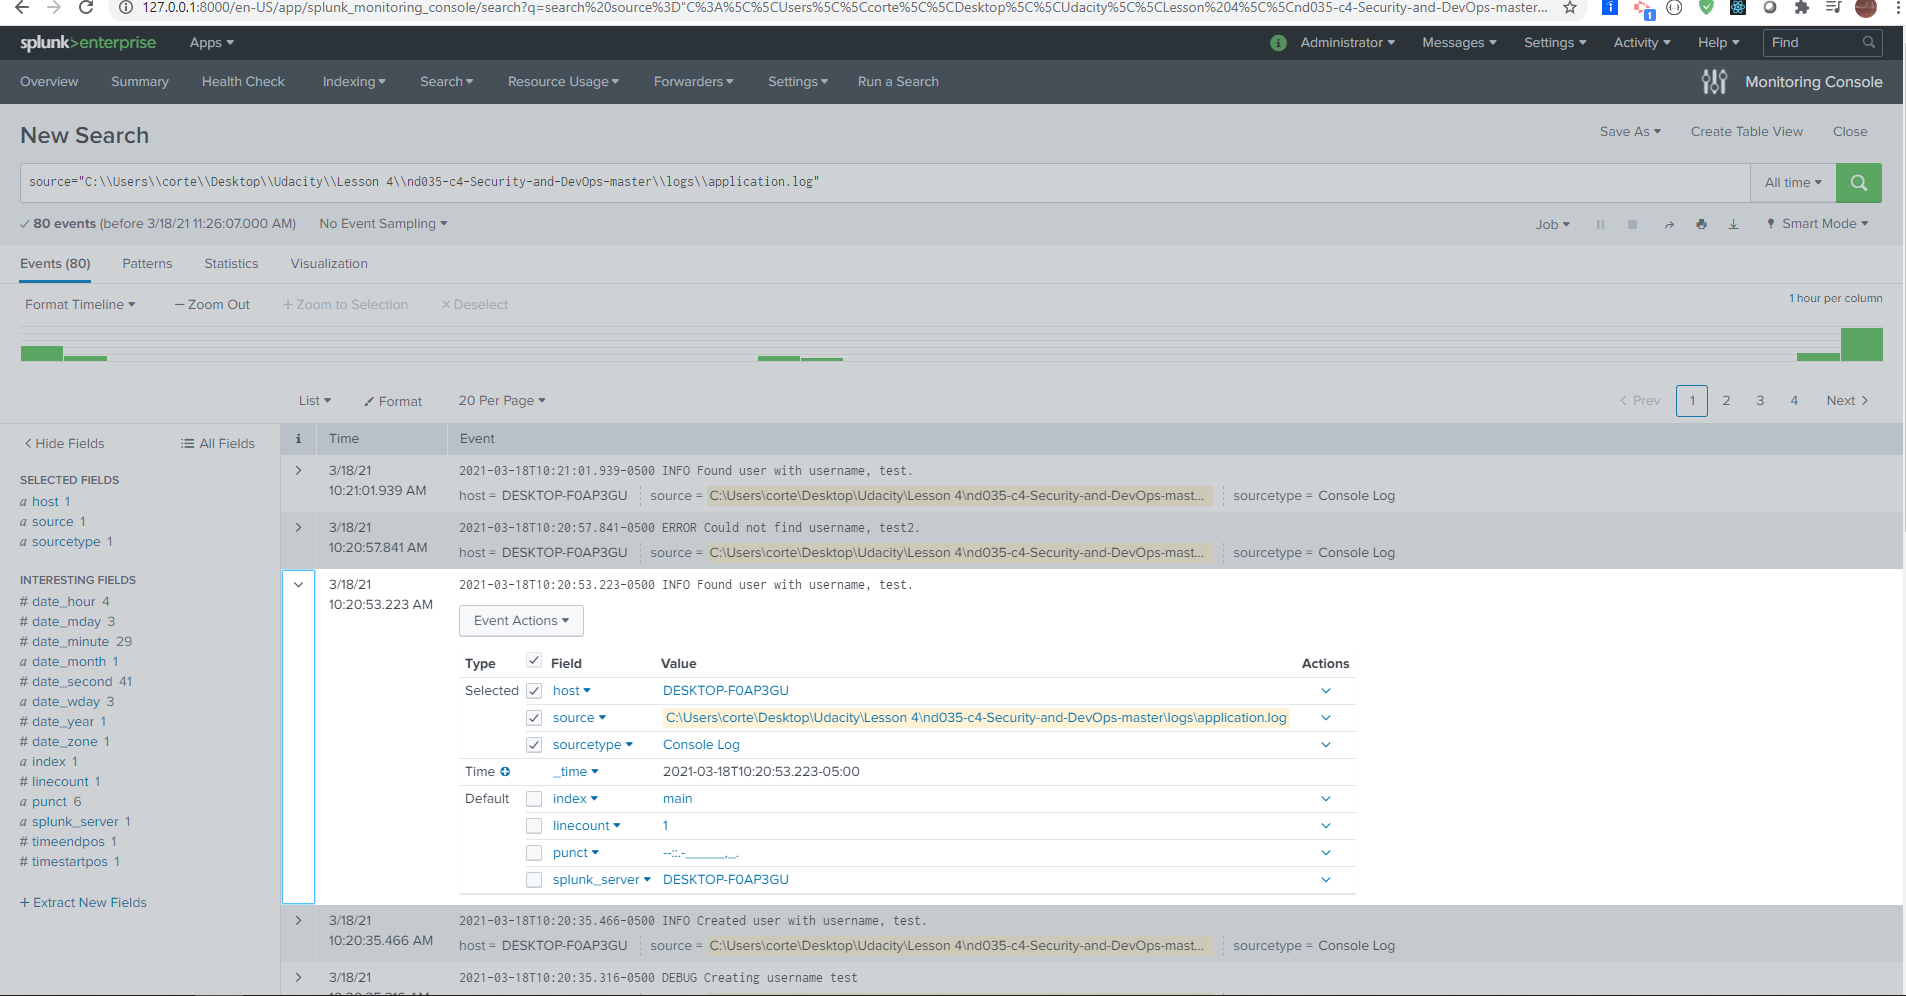 127.0.0.1:8000/en-US/app/splunk_monitoring_console/search?q=search%20source%3D"C%3A%5C%5CUsers%5C%5Ccorte%5C%5CDesktop%5C%5CUdacity%5C%5CLesson%204%5C%5Cnd035-c4-Security-and-DevOps-master...
1
splunk>enterprise Apps
Administrator Messages Settings Activity Help Find
Overview Summary Health Check Indexing Search Resource Usage Forwarders Settings Run a Search Monitoring Console
New Search
Save As Create Table View Close
source="C:\\Users\\corte\\Desktop\\Udacity\\Lesson 4\\nd035-c4-Security-and-DevOps-master\\logs\\application.log"
All time
80 events (before 3/18/21 11:26:07.000 AM) No Event Sampling
Job Smart Mode
Events (80) Patterns Statistics Visualization
Format Timeline — Zoom Out + Zoom to Selection × Deselect
1 hour per column
List Format 20 Per Page
< Prev 1 2 3 4 Next >
< Hide Fields All Fields
SELECTED FIELDS
a host 1
a source 1
a sourcetype 1
INTERESTING FIELDS
# date_hour 4
# date_mday 3
# date_minute 29
a date_month 1
# date_second 41
a date_wday 3
# date_year 1
# date_zone 1
a index 1
# linecount 1
a punct 6
a splunk_server 1
# timeendpos 1
# timestartpos 1
+ Extract New Fields
i Time Event
3/18/21
10:21:01.939 AM
2021-03-18T10:21:01.939-0500 INFO Found user with username, test.
host = DESKTOP-F0AP3GU source = C:\Users\corte\Desktop\Udacity\Lesson 4\nd035-c4-Security-and-DevOps-mast... sourcetype = Console Log
3/18/21
10:20:57.841 AM
2021-03-18T10:20:57.841-0500 ERROR Could not find username, test2.
host = DESKTOP-F0AP3GU source = C:\Users\corte\Desktop\Udacity\Lesson 4\nd035-c4-Security-and-DevOps-mast... sourcetype = Console Log
3/18/21
10:20:53.223 AM
2021-03-18T10:20:53.223-0500 INFO Found user with username, test.
Event Actions
Type Field Value Actions
Selected host DESKTOP-F0AP3GU
source C:\Users\corte\Desktop\Udacity\Lesson 4\nd035-c4-Security-and-DevOps-master\logs\application.log
sourcetype Console Log
Time _time 2021-03-18T10:20:53.223-05:00
Default index main
linecount 1
punct --::.-______,_.
splunk_server DESKTOP-F0AP3GU
3/18/21
10:20:35.466 AM
2021-03-18T10:20:35.466-0500 INFO Created user with username, test.
host = DESKTOP-F0AP3GU source = C:\Users\corte\Desktop\Udacity\Lesson 4\nd035-c4-Security-and-DevOps-mast... sourcetype = Console Log
3/18/21
2021-03-18T10:20:35.316-0500 DEBUG Creating username test